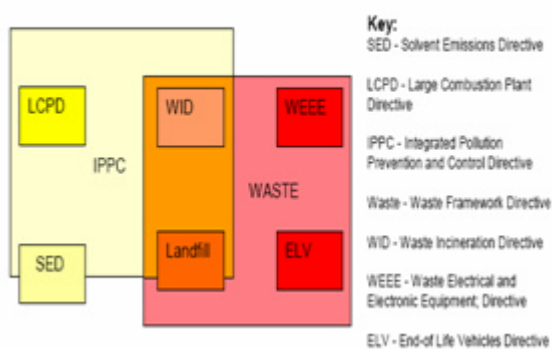 Key:
SED - Solvent Emissions Directive
LCPD - Large Combustion Plant
Directive
IPPC - Integrated Pollution
Prevention and Control Directive
Waste - Waste Framework Directive
WID - Waste Incineration Directive
WEEE - Waste Electrical and
Electronic Equipment; Directive
ELV - End-of Life Vehicles Directive
LCPD
WID
WEEE
IPPC
WASTE
SED
Landfill
ELV